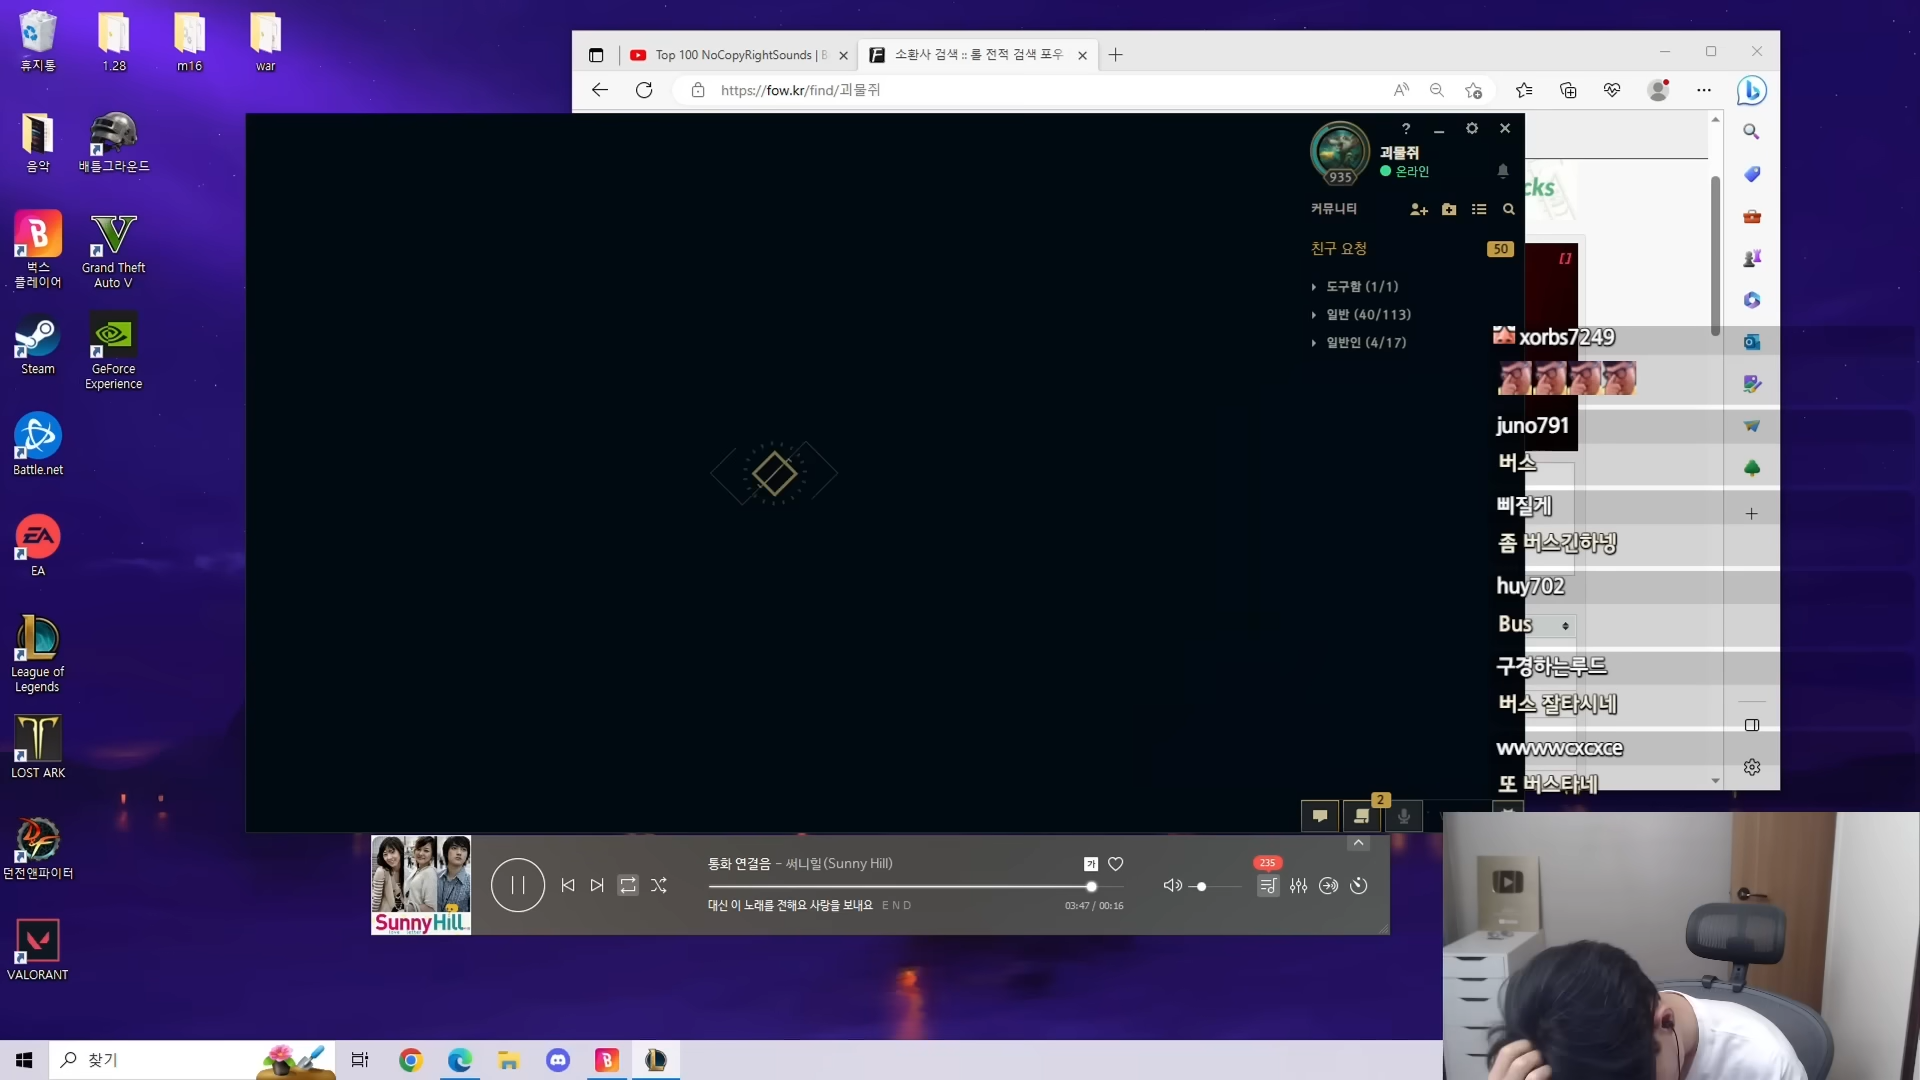 휴지통
1.28
m16
war
음악
배틀그라운드
벅스
플레이어
Grand Theft
Auto V
Steam
GeForce
Experience
Battle.net
EA
League of
Legends
LOST ARK
던전앤파이터
VALORANT
Top 100 NoCopyRightSounds | B
소환사 검색 :: 롤 전적 검색 포우
https://fow.kr/find/괴물쥐
cks
[]
935
괴물쥐
온라인
커뮤니티
친구 요청
50
도구함 (1/1)
일반 (40/113)
일반인 (4/17)
xorbs7249
juno791
버스
삐질게
좀 버스긴하넹
huy702
Bus
구경하는루드
버스 잘타시네
wwwwcxcxce
또 버스타네
2
SunnyHill
통화 연결음 - 써니힐(Sunny Hill)
가
대신 이 노래를 전해요 사랑을 보내요 END
03:47 / 00:16
235
찾기